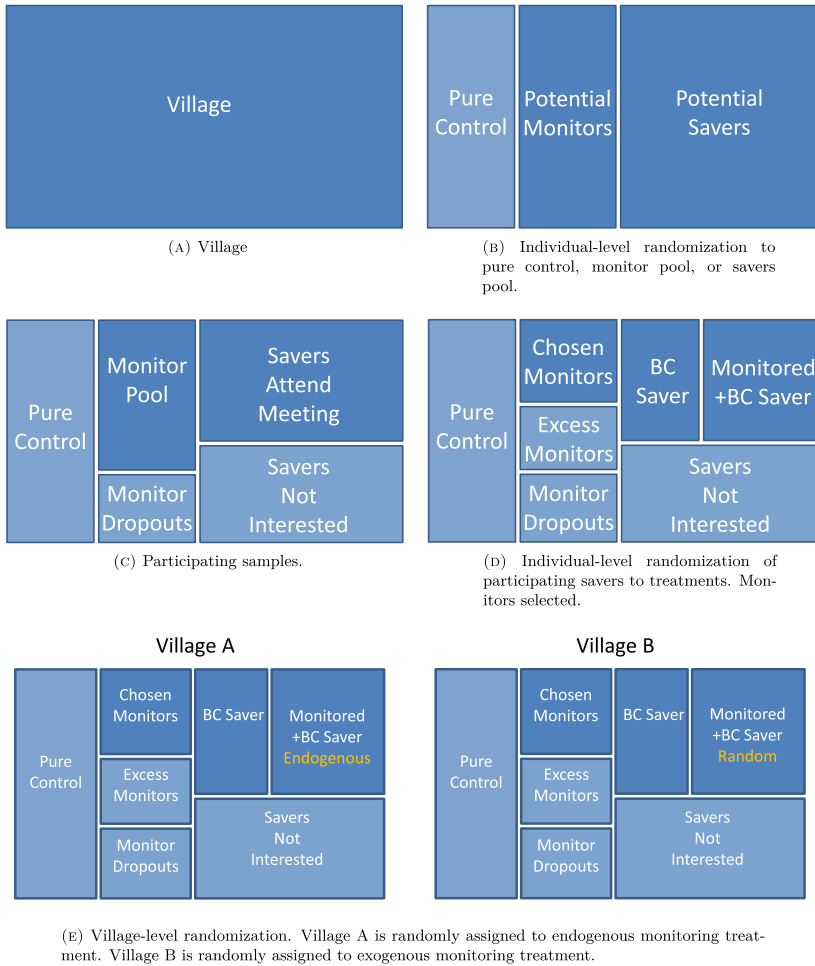 Village
Pure
Control
Potential
Monitors
Potential
Savers
(A) Village
(B) Individual-level randomization to
pure control, monitor pool, or savers
pool.
Pure
Control
Monitor
Pool
Monitor
Dropouts
Savers
Attend
Meeting
Savers
Not
Interested
(C) Participating samples.
Pure
Control
Chosen
Monitors
Excess
Monitors
Monitor
Dropouts
BC
Saver
Monitored
+BC Saver
Savers
Not
Interested
(D) Individual-level randomization of
participating savers to treatments. Mon-
itors selected.
Village A
Pure
Control
Chosen
Monitors
Excess
Monitors
Monitor
Dropouts
BC Saver
Monitored
+BC Saver
Endogenous
Savers
Not
Interested
Village B
Pure
Control
Chosen
Monitors
Excess
Monitors
Monitor
Dropouts
BC Saver
Monitored
+BC Saver
Random
Savers
Not
Interested
(E) Village-level randomization. Village A is randomly assigned to endogenous monitoring treat-
ment. Village B is randomly assigned to exogenous monitoring treatment.